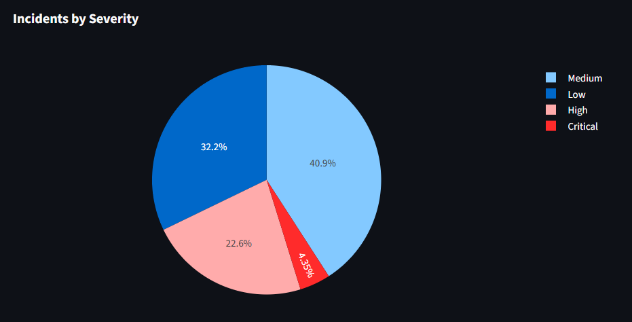 Incidents by Severity
Medium
Low
High
Critical
32.2%
40.9%
22.6%
4.35%